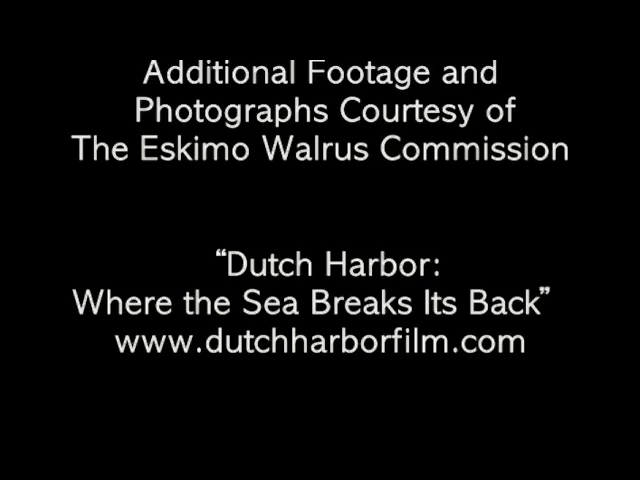 Additional Footage and
Photographs Courtesy of
The Eskimo Walrus Commission
“Dutch Harbor:
Where the Sea Breaks Its Back”
www.dutchharborfilm.com